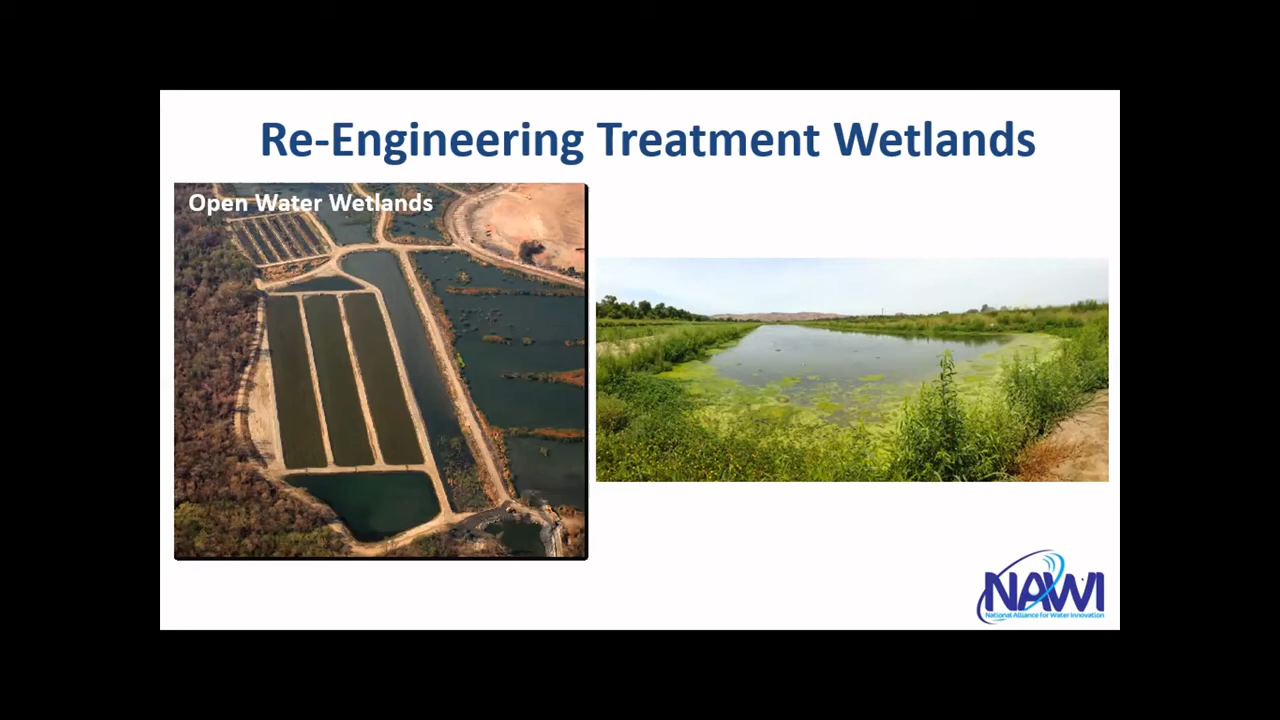 Re-Engineering Treatment Wetlands
Open Water Wetlands
NAWI
National Alliance for Water Innovation